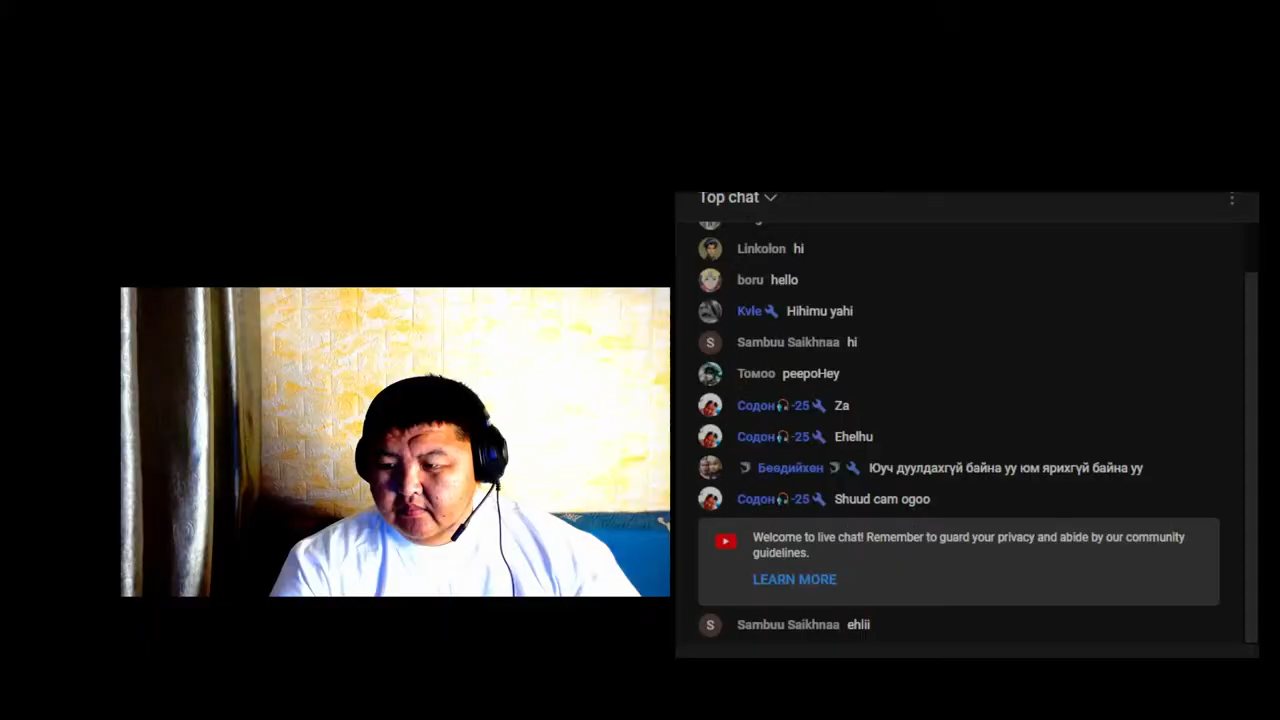 Top chat
Linkolon hi
boru hello
Kvle Hihimu yahi
S Sambuu Saikhnaa hi
Томоо peepoHey
Содон -25 Za
Содон -25 Ehelhu
Бөөдийхөн Юуч дуулдахгүй байна уу юм ярихгүй байна уу
Содон -25 Shuud cam ogoo
Welcome to live chat! Remember to guard your privacy and abide by our community
guidelines.
LEARN MORE
S Sambuu Saikhnaa ehlii